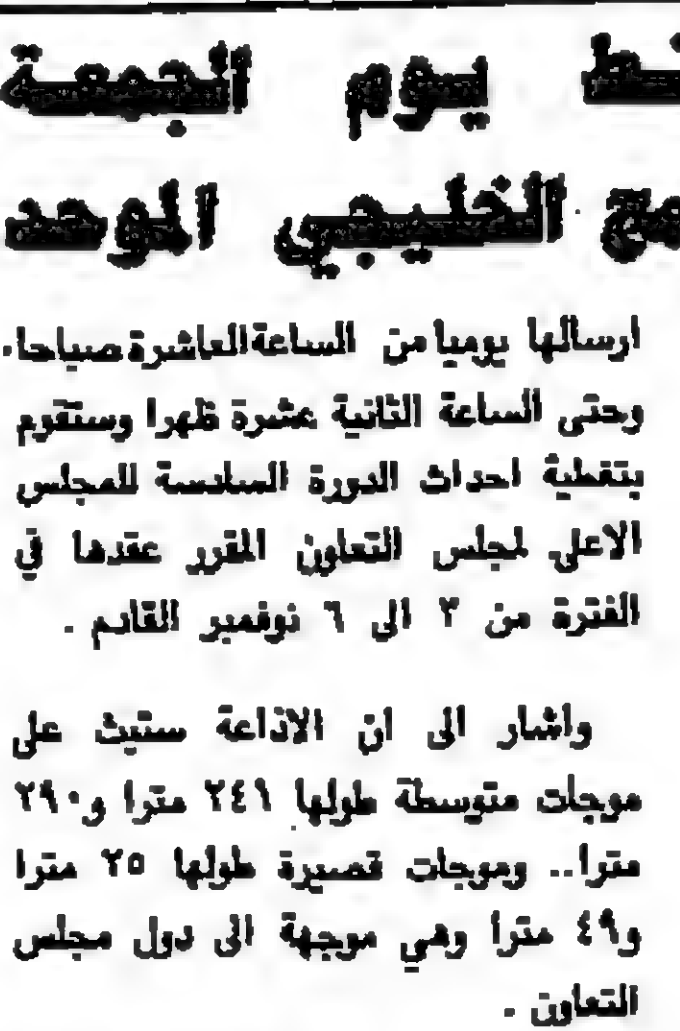 يوم الجمعة
الخليجي الموحد
ارسالها يوميا من الساعة العاشرة صباحا.
وحتى الساعة الثانية عشرة ظهرا وستقوم
بتغطية احداث الدورة السادسة للمجلس
الاعلى لمجلس التعاون المقرر عقدها في
الفترة من ٣ الى ٦ نوفمبر القادم .
واشار الى ان الاذاعة ستبث على
موجات متوسطة طولها ٢٤١ مترا و٢٩٠
مترا.. وموجات قصيرة طولها ٢٥ مترا
و٤٩ مترا وهي موجهة الى دول مجلس
التعاون .